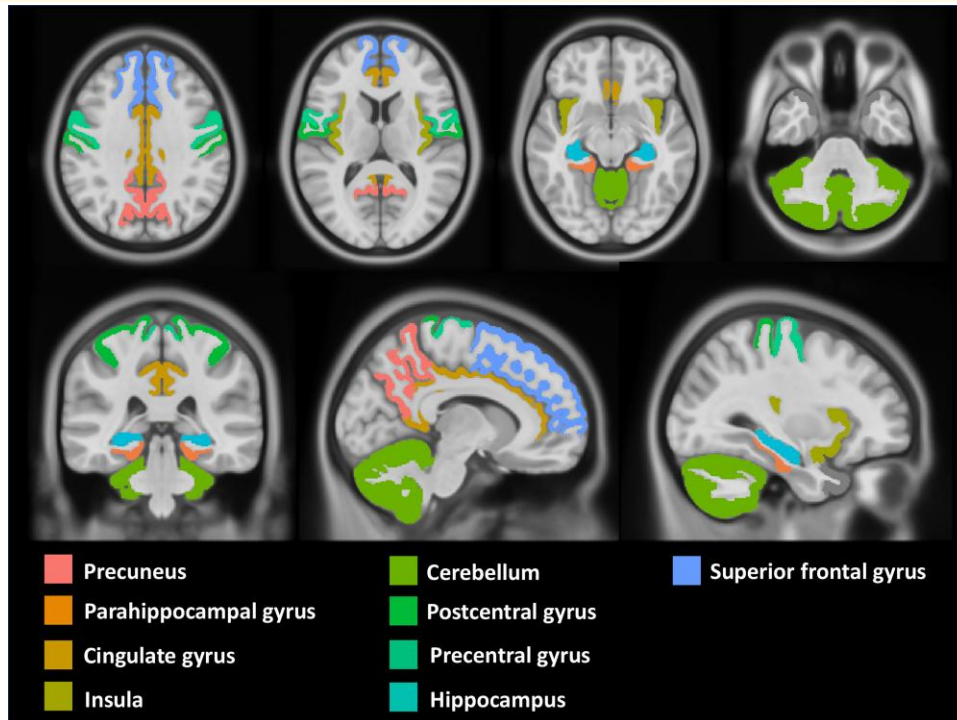 Precuneus
Parahippocampal gyrus
Cingulate gyrus
Insula
Cerebellum
Postcentral gyrus
Precentral gyrus
Hippocampus
Superior frontal gyrus